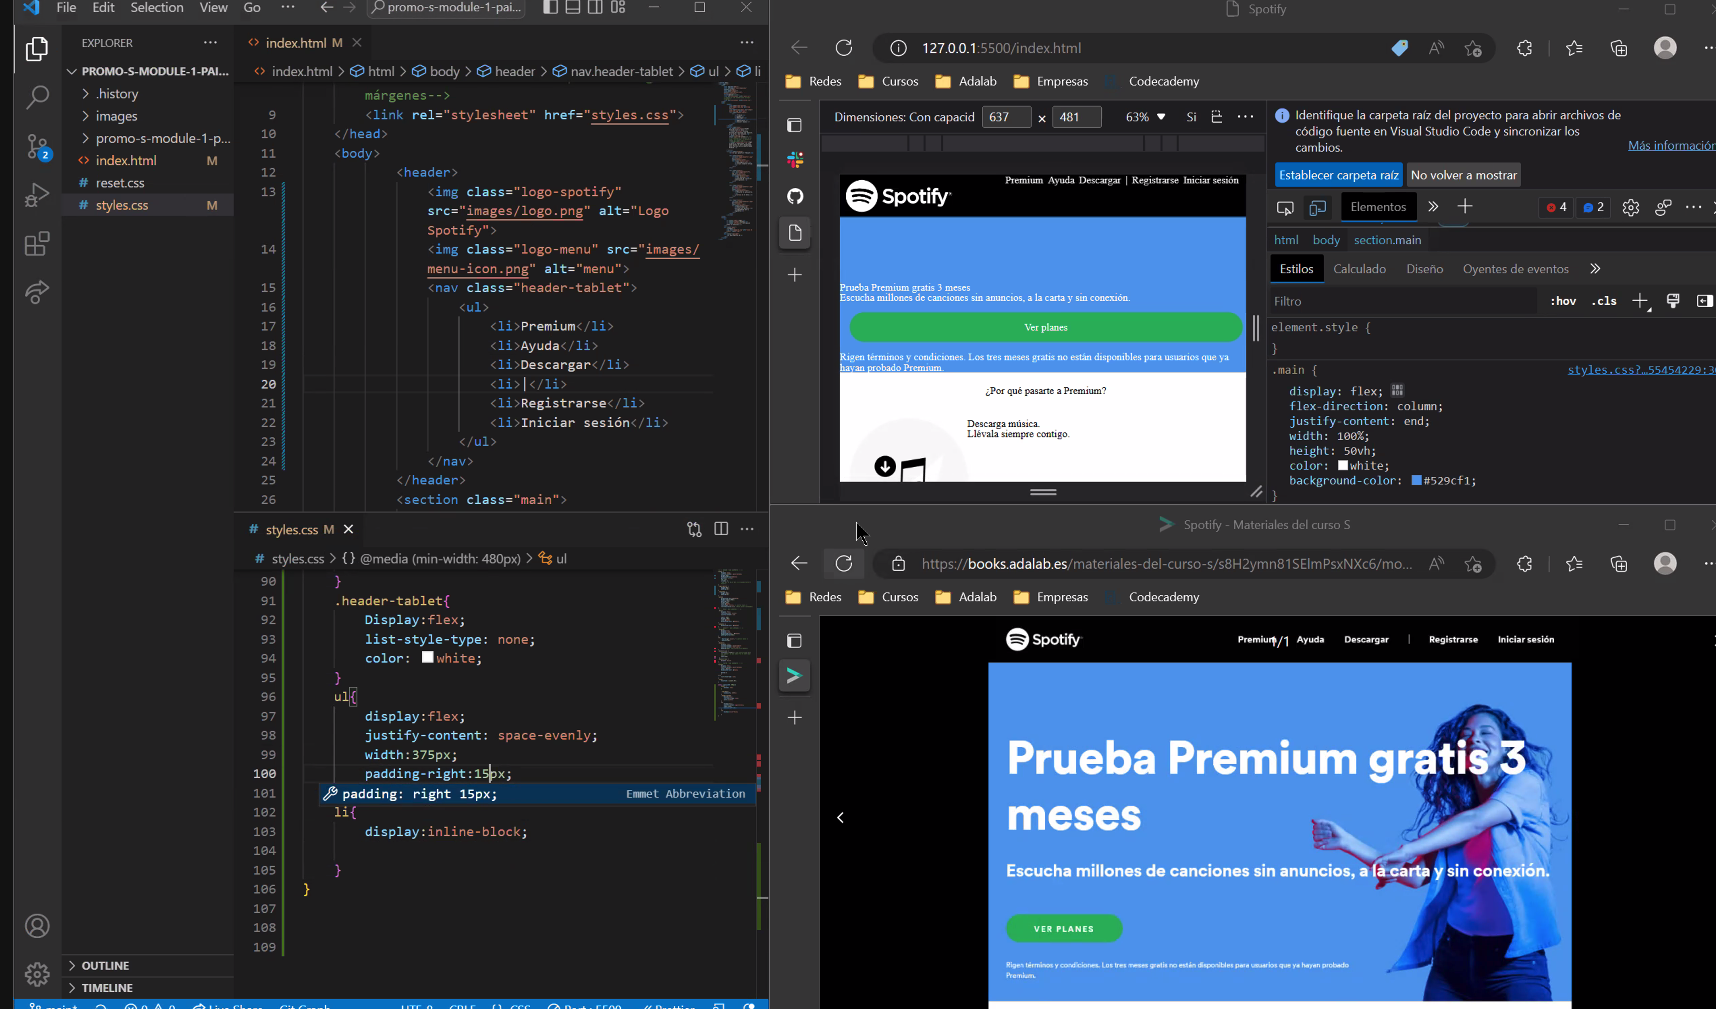 File Edit Selection View Go ··· promo-s-module-1-pai...
EXPLORER
PROMO-S-MODULE-1-PAI...
.history
images
promo-s-module-1-p...
index.html M
reset.css
styles.css M
OUTLINE
TIMELINE
index.html M
index.html > html > body > header > nav.header-tablet > ul > li
márgenes-->
9 <link rel="stylesheet" href="styles.css">
10 </head>
11 <body>
12 <header>
13 <img class="logo-spotify"
src="images/logo.png" alt="Logo
Spotify">
14 <img class="logo-menu" src="images/
menu-icon.png" alt="menu">
15 <nav class="header-tablet">
16 <ul>
17 <li>Premium</li>
18 <li>Ayuda</li>
19 <li>Descargar</li>
20 <li>|</li>
21 <li>Registrarse</li>
22 <li>Iniciar sesión</li>
23 </ul>
24 </nav>
25 </header>
26 <section class="main">
# styles.css M
# styles.css > {} @media (min-width: 480px) > ul
90 }
91 .header-tablet{
92 Display:flex;
93 list-style-type: none;
94 color: white;
95 }
96 ul{
97 display:flex;
98 justify-content: space-evenly;
99 width:375px;
100 padding-right:15px;
101 padding: right 15px; Emmet Abbreviation
102 li{
103 display:inline-block;
104
105 }
106 }
107
108
109
Spotify
127.0.0.1:5500/index.html
Redes Cursos Adalab Empresas Codecademy
Dimensiones: Con capacid 637 x 481 63% Si
Premium Ayuda Descargar | Registrarse Iniciar sesión
Spotify
Prueba Premium gratis 3 meses
Escucha millones de canciones sin anuncios, a la carta y sin conexión.
Ver planes
Rigen términos y condiciones. Los tres meses gratis no están disponibles para usuarios que ya
hayan probado Premium.
¿Por qué pasarte a Premium?
Descarga música.
Llévala siempre contigo.
Identifique la carpeta raíz del proyecto para abrir archivos de
código fuente en Visual Studio Code y sincronizar los
cambios.
Más información
Establecer carpeta raíz No volver a mostrar
Elementos 4 2
html body section.main
Estilos Calculado Diseño Oyentes de eventos
Filtro :hov .cls
element.style {
}
.main { styles.css?…55454229:3
display: flex;
flex-direction: column;
justify-content: end;
width: 100%;
height: 50vh;
color: white;
background-color: #529cf1;
}
Spotify - Materiales del curso S
https://books.adalab.es/materiales-del-curso-s/s8H2ymn81SElmPsxNXc6/mo...
Redes Cursos Adalab Empresas Codecademy
Spotify Premium 1/1 Ayuda Descargar | Registrarse Iniciar sesión
Prueba Premium gratis 3
meses
Escucha millones de canciones sin anuncios, a la carta y sin conexión.
VER PLANES
Rigen términos y condiciones. Los tres meses gratis no están disponibles para usuarios que ya hayan probado
Premium.